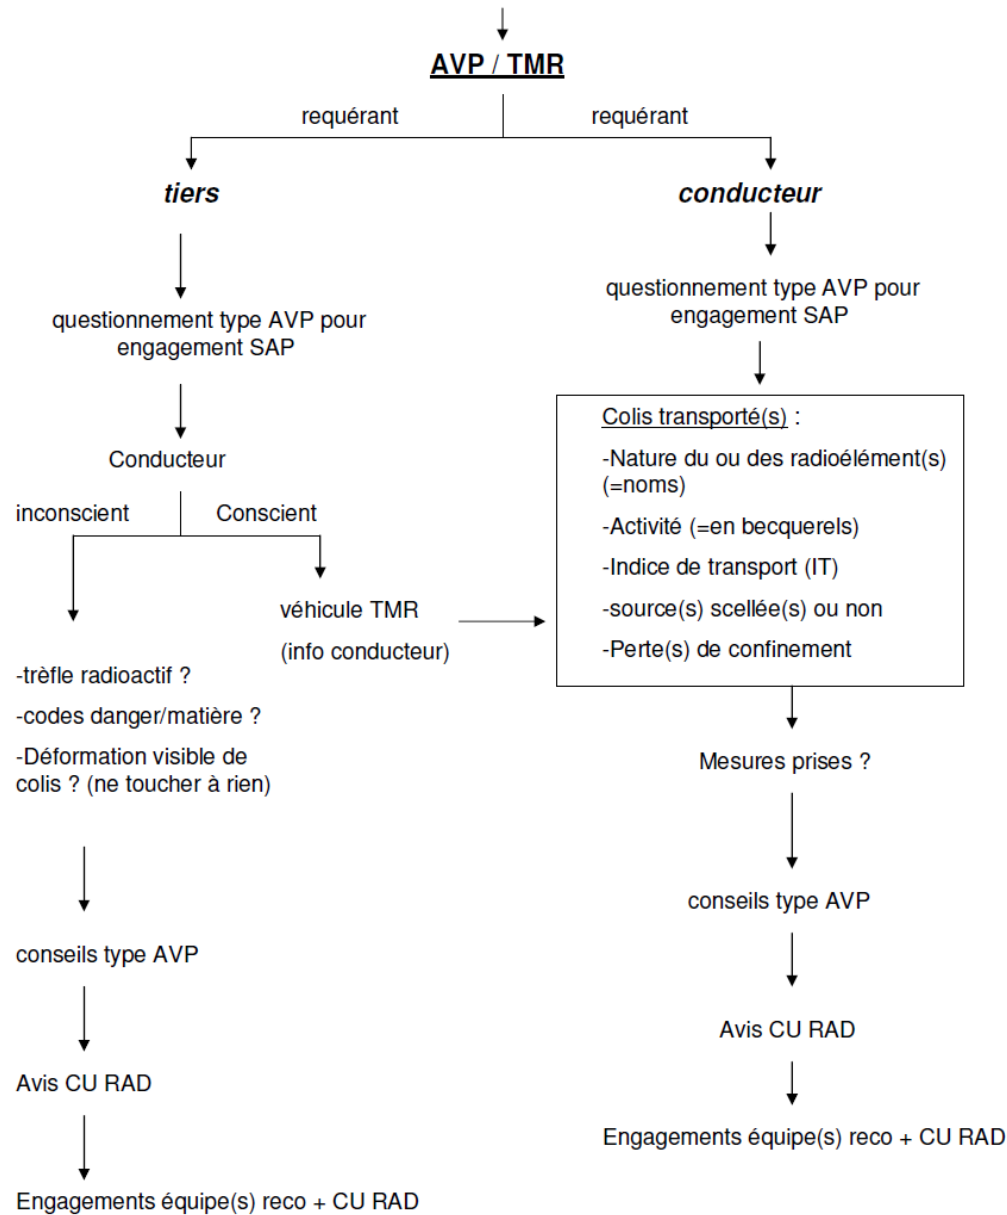 AVP / TMR
requérant
requérant
tiers
conducteur
questionnement type AVP pour
engagement SAP
questionnement type AVP pour
engagement SAP
Conducteur
inconscient
Conscient
véhicule TMR
(info conducteur)
-trèfle radioactif ?
-codes danger/matière ?
-Déformation visible de
colis ? (ne toucher à rien)
conseils type AVP
Avis CU RAD
Engagements équipe(s) reco + CU RAD
Colis transporté(s) :
-Nature du ou des radioélément(s)
(=noms)
-Activité (=en becquerels)
-Indice de transport (IT)
-source(s) scellée(s) ou non
-Perte(s) de confinement
Mesures prises ?
conseils type AVP
Avis CU RAD
Engagements équipe(s) reco + CU RAD